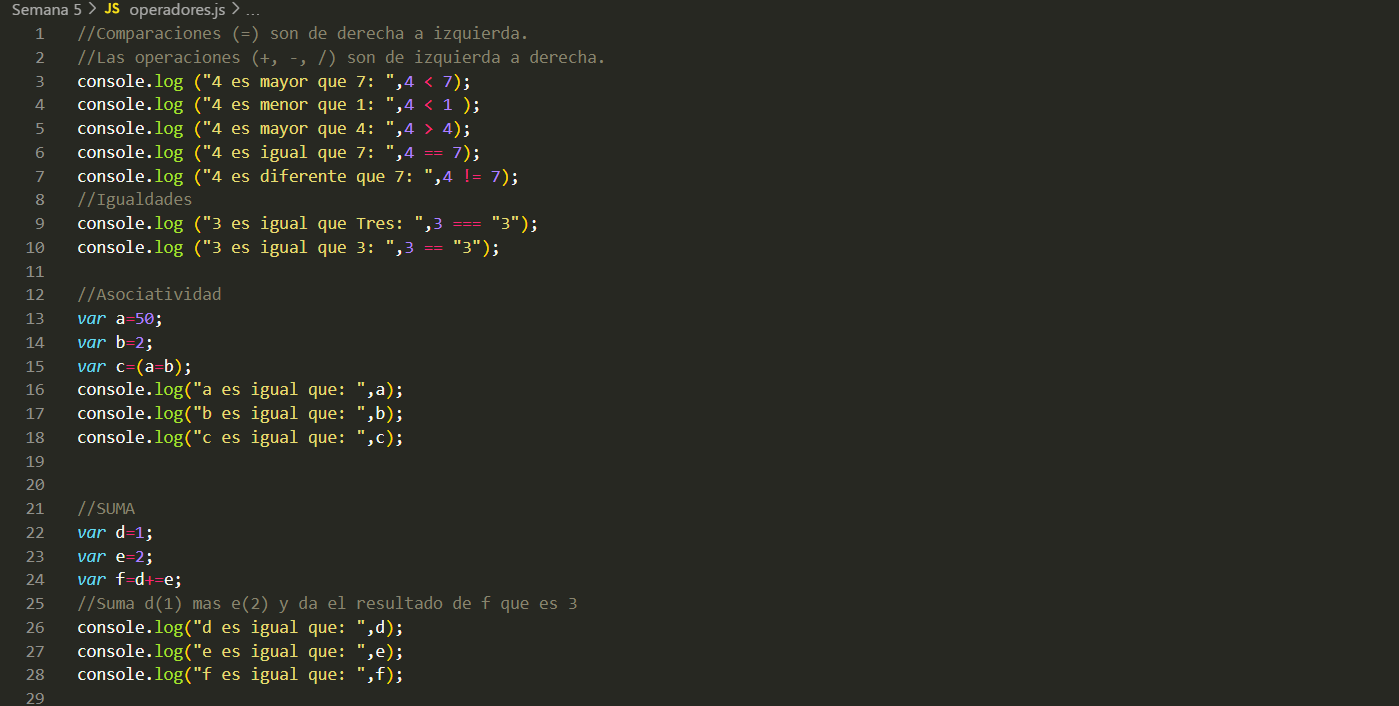 Semana 5 > JS operadores.js > ...
1 //Comparaciones (=) son de derecha a izquierda.
2 //Las operaciones (+, -, /) son de izquierda a derecha.
3 console.log ("4 es mayor que 7: ",4 < 7);
4 console.log ("4 es menor que 1: ",4 < 1 );
5 console.log ("4 es mayor que 4: ",4 > 4);
6 console.log ("4 es igual que 7: ",4 == 7);
7 console.log ("4 es diferente que 7: ",4 != 7);
8 //Igualdades
9 console.log ("3 es igual que Tres: ",3 === "3");
10 console.log ("3 es igual que 3: ",3 == "3");
11
12 //Asociatividad
13 var a=50;
14 var b=2;
15 var c=(a=b);
16 console.log("a es igual que: ",a);
17 console.log("b es igual que: ",b);
18 console.log("c es igual que: ",c);
19
20
21 //SUMA
22 var d=1;
23 var e=2;
24 var f=d+=e;
25 //Suma d(1) mas e(2) y da el resultado de f que es 3
26 console.log("d es igual que: ",d);
27 console.log("e es igual que: ",e);
28 console.log("f es igual que: ",f);
29